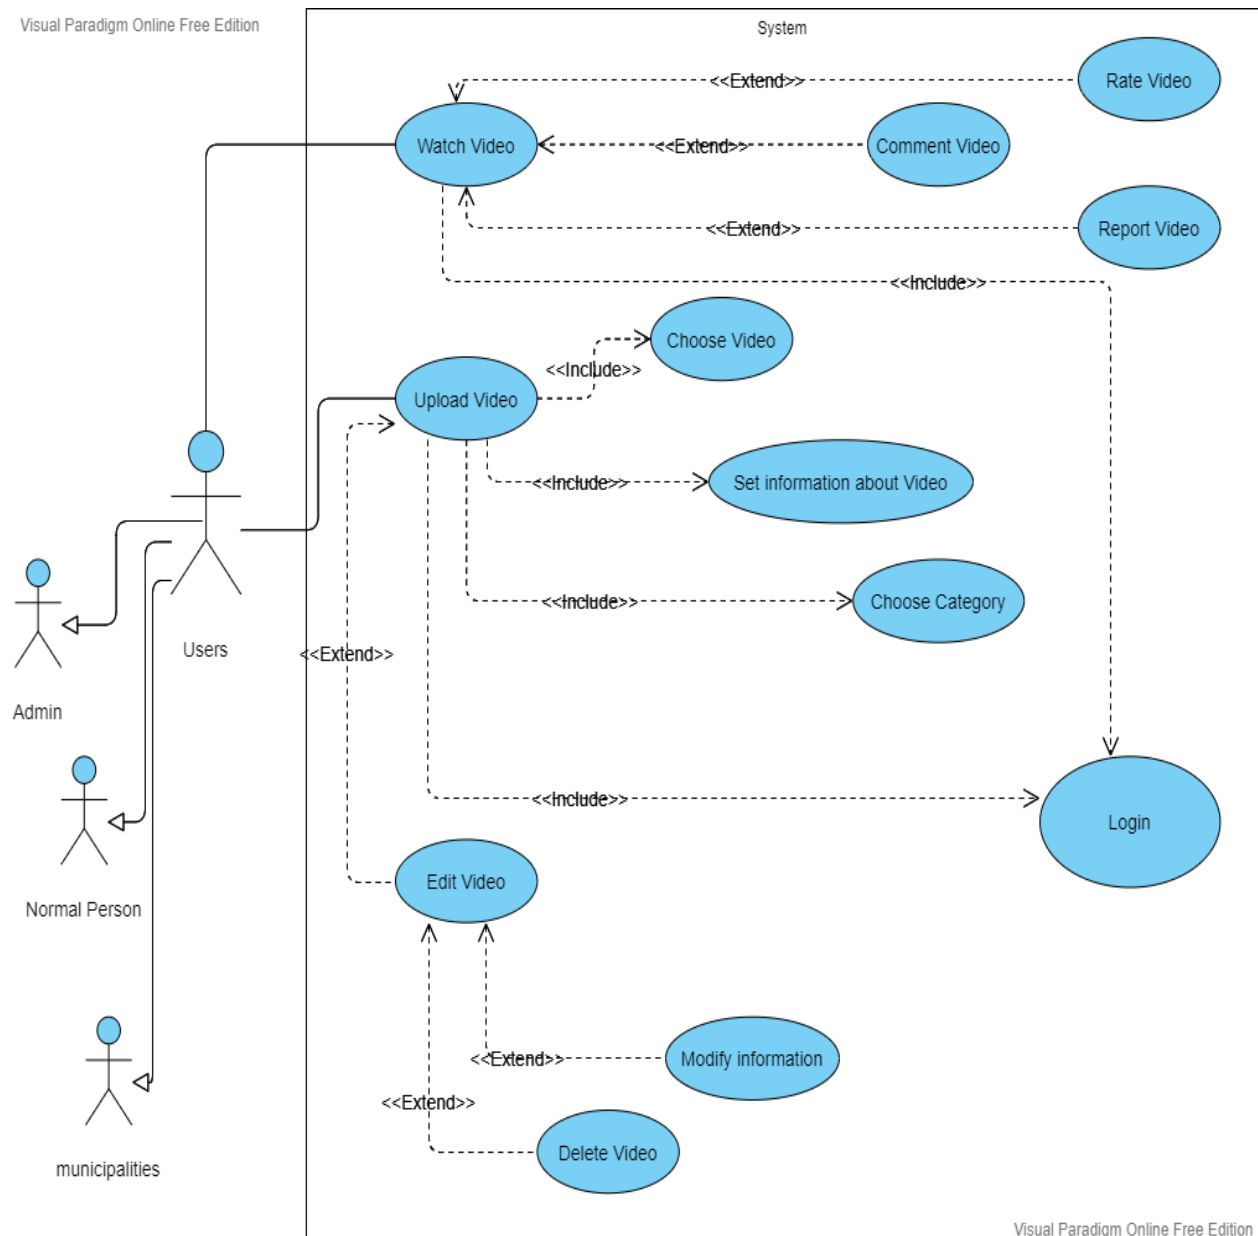 Visual Paradigm Online Free Edition
System
<<Extend>>
Rate Video
Watch Video
<<Extend>>
Comment Video
<<Extend>>
Report Video
<<Include>>
Choose Video
<<Include>>
Upload Video
<<Include>>
Set information about Video
<<Include>>
Choose Category
Users
<<Extend>>
Admin
<<Include>>
Login
Edit Video
Normal Person
<<Extend>>
Modify information
<<Extend>>
Delete Video
municipalities
Visual Paradigm Online Free Edition